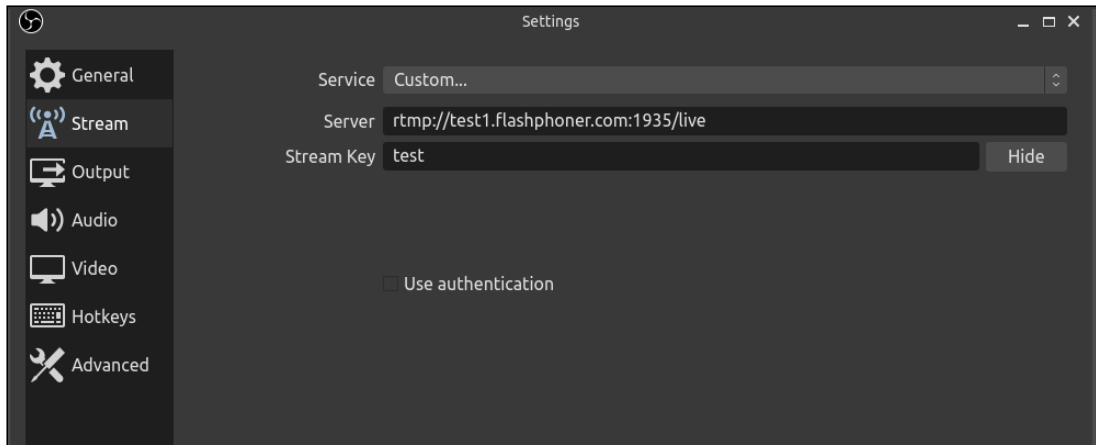 Settings
General
Stream
Output
Audio
Video
Hotkeys
Advanced
Service Custom...
Server rtmp://test1.flashphoner.com:1935/live
Stream Key test Hide
Use authentication